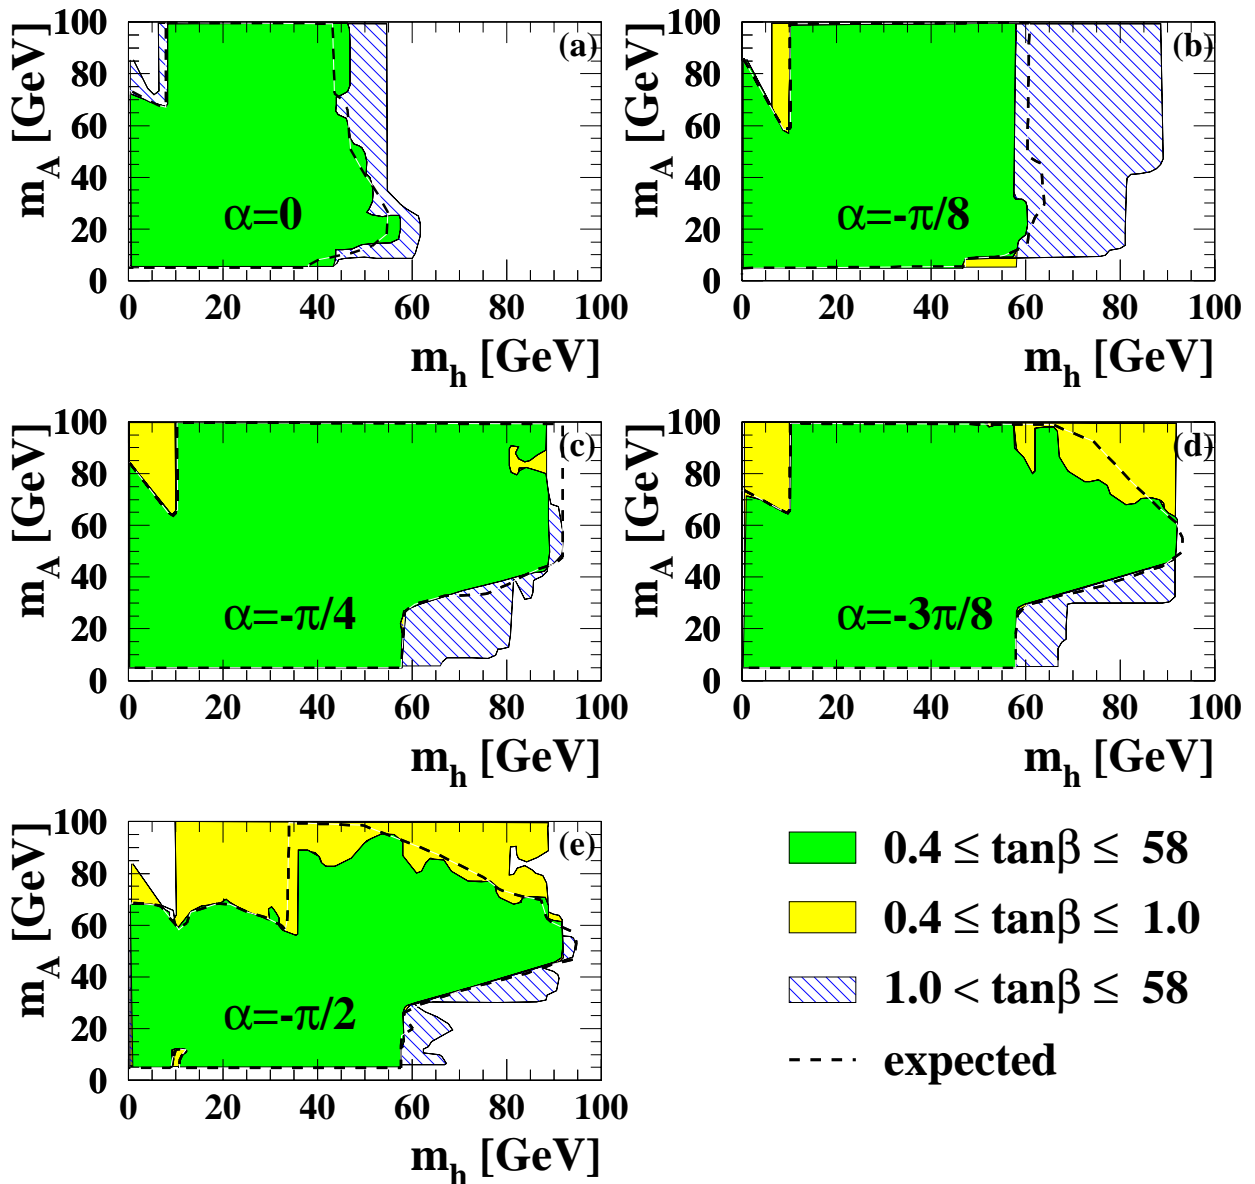 m_A [GeV]
100
80
60
40
20
0
(a)
α=0
0 20 40 60 80 100
m_h [GeV]
m_A [GeV]
100
80
60
40
20
0
(b)
α=-π/8
0 20 40 60 80 100
m_h [GeV]
m_A [GeV]
100
80
60
40
20
0
(c)
α=-π/4
0 20 40 60 80 100
m_h [GeV]
m_A [GeV]
100
80
60
40
20
0
(d)
α=-3π/8
0 20 40 60 80 100
m_h [GeV]
m_A [GeV]
100
80
60
40
20
0
(e)
α=-π/2
0 20 40 60 80 100
m_h [GeV]
0.4 ≤ tanβ ≤ 58
0.4 ≤ tanβ ≤ 1.0
1.0 < tanβ ≤ 58
expected